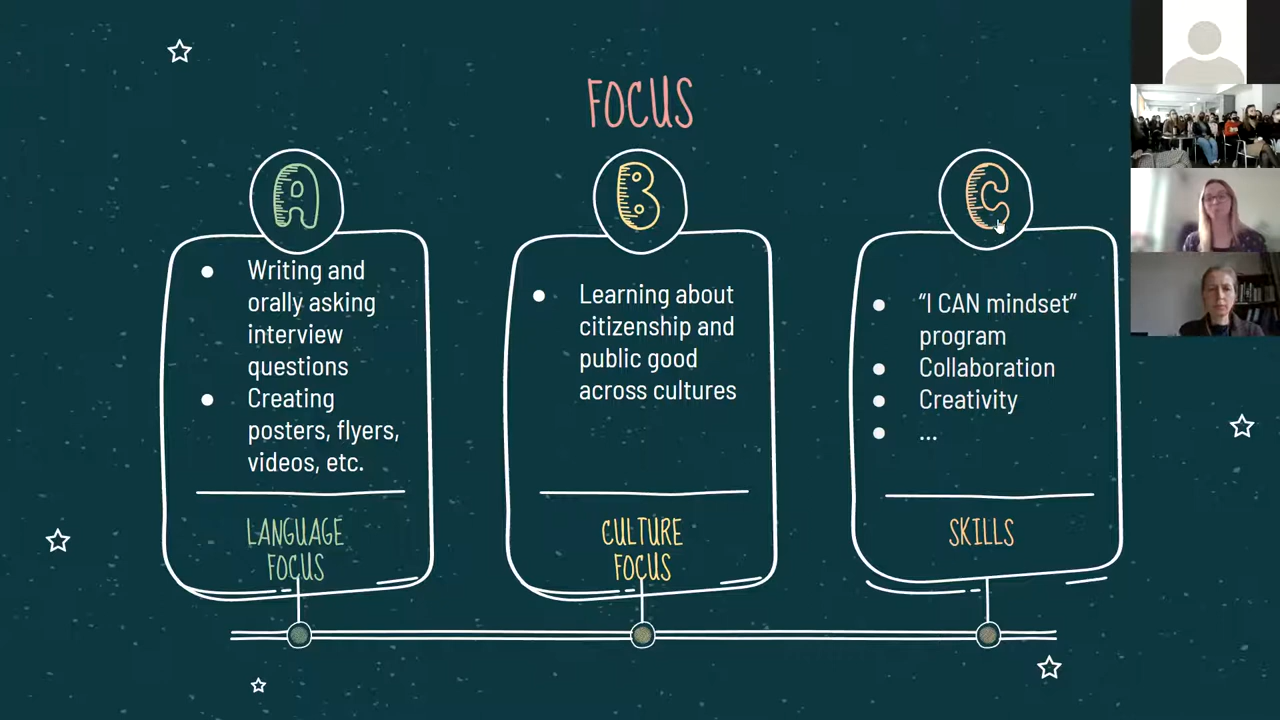 FOCUS
A
Writing and
orally asking
interview
questions
Creating
posters, flyers,
videos, etc.
LANGUAGE
FOCUS
B
Learning about
citizenship and
public good
across cultures
CULTURE
FOCUS
C
“I CAN mindset”
program
Collaboration
Creativity
...
SKILLS